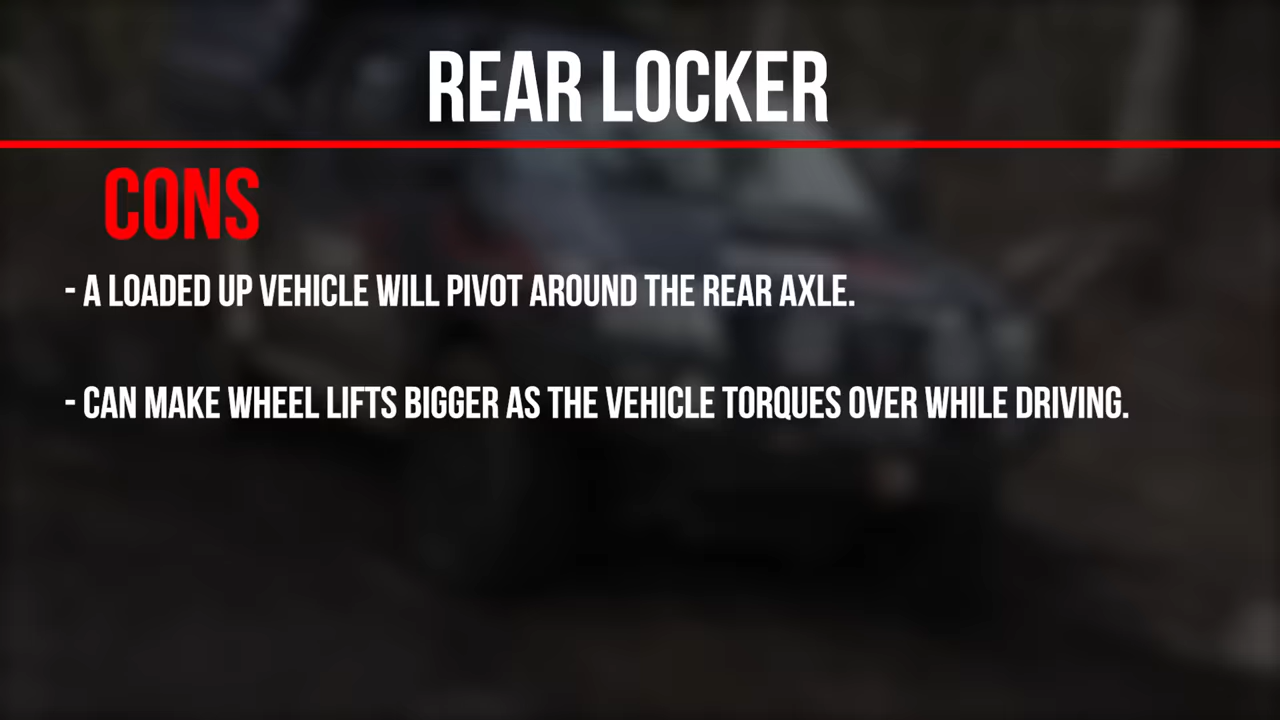 REAR LOCKER
CONS
- A LOADED UP VEHICLE WILL PIVOT AROUND THE REAR AXLE.
- CAN MAKE WHEEL LIFTS BIGGER AS THE VEHICLE TORQUES OVER WHILE DRIVING.